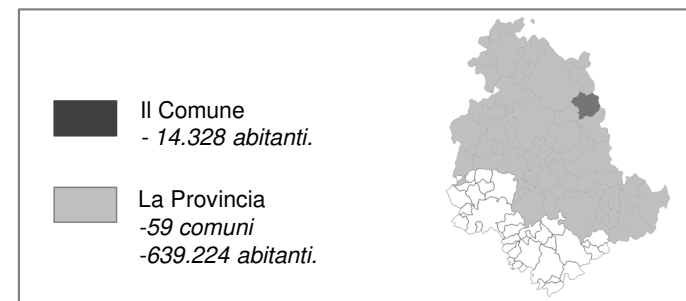 Il Comune
- 14.328 abitanti.
La Provincia
-59 comuni
-639.224 abitanti.